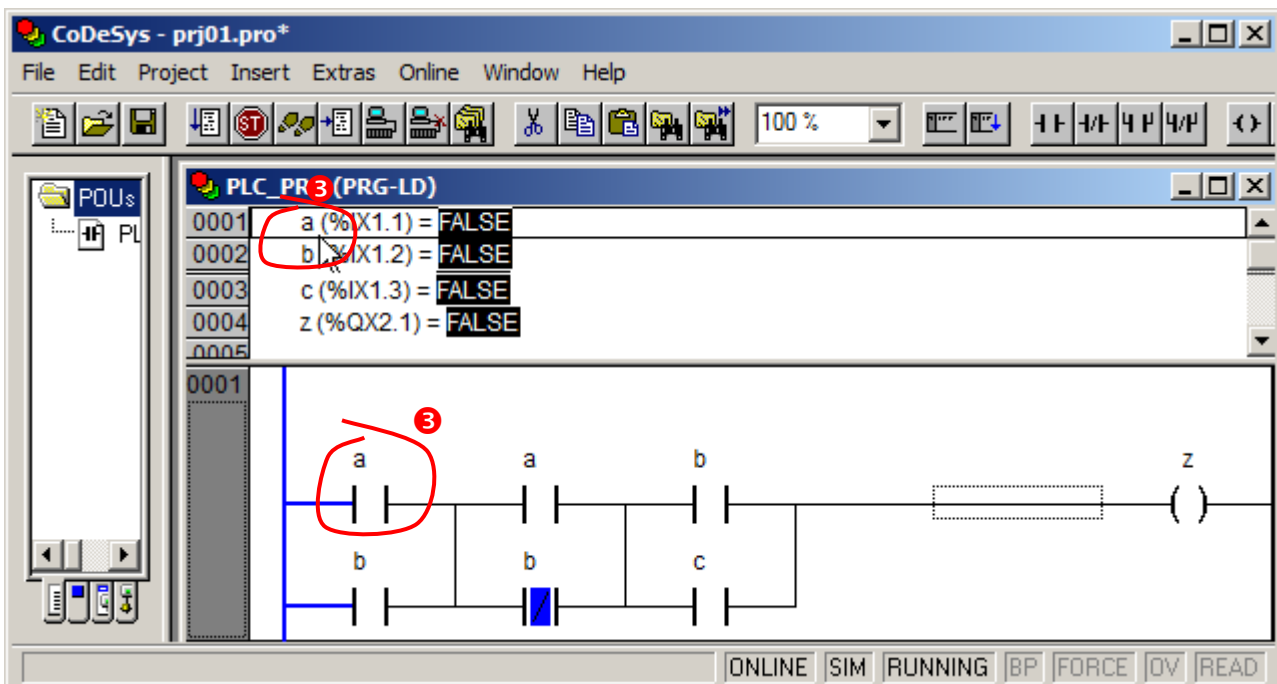 CoDeSys - prj01.pro*
File Edit Project Insert Extras Online Window Help
ST 100 %
POUs
PL
PLC_PR (PRG-LD)
3
0001 a (%IX1.1) = FALSE
0002 b (%IX1.2) = FALSE
0003 c (%IX1.3) = FALSE
0004 z (%QX2.1) = FALSE
0005
0001
3
a a b z
b b c
ONLINE SIM RUNNING BP FORCE OV READ